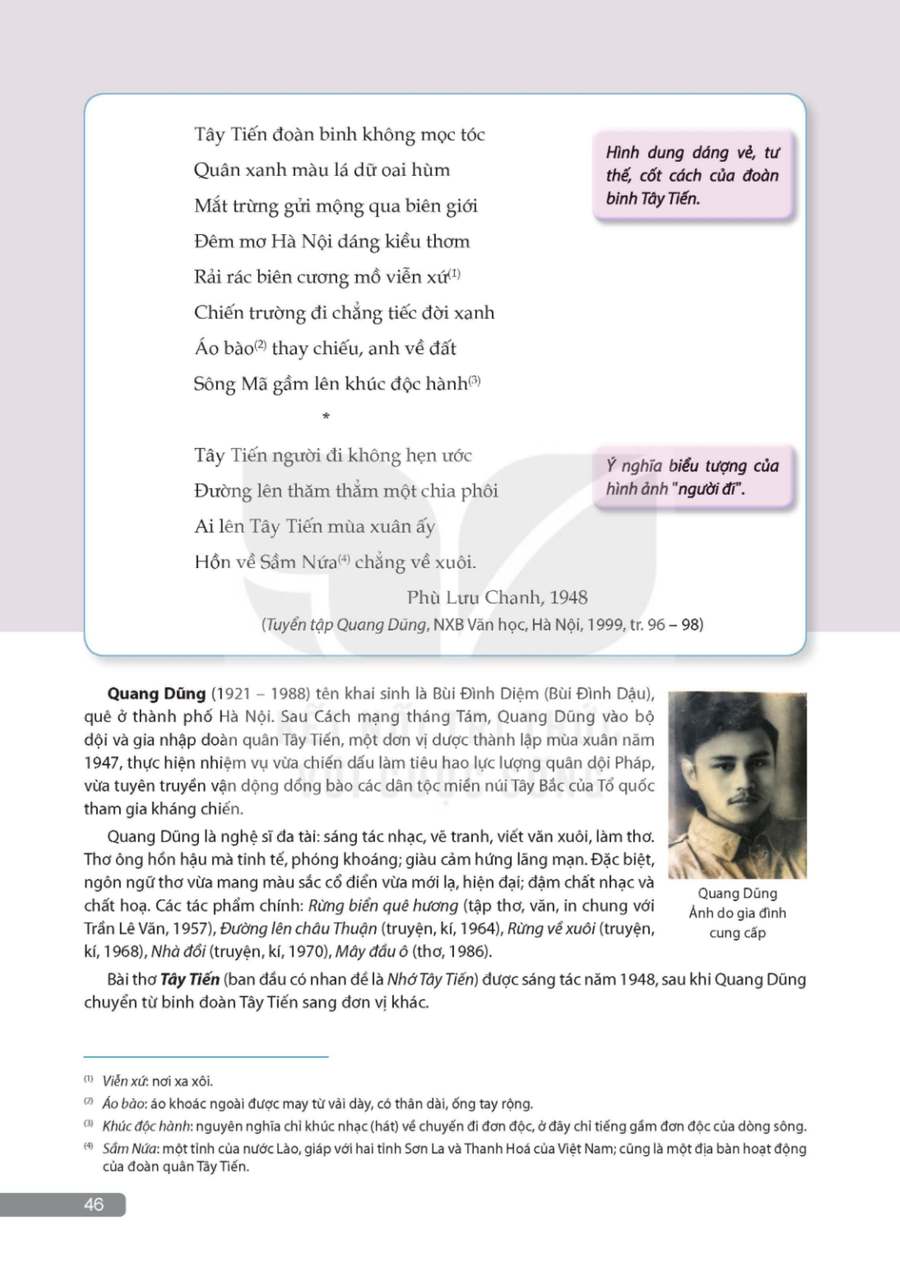 Tây Tiến đoàn binh không mọc tóc
Quân xanh màu lá dữ oai hùm
Mắt trừng gửi mộng qua biên giới
Đêm mơ Hà Nội dáng kiều thơm
Rải rác biên cương mồ viễn xứ(1)
Chiến trường đi chẳng tiếc đời xanh
Áo bào(2) thay chiếu, anh về đất
Sông Mã gầm lên khúc độc hành(3)
*
Tây Tiến người đi không hẹn ước
Đường lên thăm thẳm một chia phôi
Ai lên Tây Tiến mùa xuân ấy
Hồn về Sầm Nứa(4) chẳng về xuôi.
Phù Lưu Chanh, 1948
(Tuyển tập Quang Dũng, NXB Văn học, Hà Nội, 1999, tr. 96 – 98)
Hình dung dáng vẻ, tư
thế, cốt cách của đoàn
binh Tây Tiến.
Ý nghĩa biểu tượng của
hình ảnh "người đi".
Quang Dũng (1921 – 1988) tên khai sinh là Bùi Đình Diệm (Bùi Đình Dậu),
quê ở thành phố Hà Nội. Sau Cách mạng tháng Tám, Quang Dũng vào bộ
đội và gia nhập đoàn quân Tây Tiến, một đơn vị được thành lập mùa xuân năm
1947, thực hiện nhiệm vụ vừa chiến đấu làm tiêu hao lực lượng quân đội Pháp,
vừa tuyên truyền vận động đồng bào các dân tộc miền núi Tây Bắc của Tổ quốc
tham gia kháng chiến.
Quang Dũng là nghệ sĩ đa tài: sáng tác nhạc, vẽ tranh, viết văn xuôi, làm thơ.
Thơ ông hồn hậu mà tinh tế, phóng khoáng; giàu cảm hứng lãng mạn. Đặc biệt,
ngôn ngữ thơ vừa mang màu sắc cổ điển vừa mới lạ, hiện đại; đậm chất nhạc và
chất hoạ. Các tác phẩm chính: Rừng biển quê hương (tập thơ, văn, in chung với
Trần Lê Văn, 1957), Đường lên châu Thuận (truyện, kí, 1964), Rừng về xuôi (truyện,
kí, 1968), Nhà đồi (truyện, kí, 1970), Mây đầu ô (thơ, 1986).
Bài thơ Tây Tiến (ban đầu có nhan đề là Nhớ Tây Tiến) được sáng tác năm 1948, sau khi Quang Dũng
chuyển từ binh đoàn Tây Tiến sang đơn vị khác.
Quang Dũng
Ảnh do gia đình
cung cấp
KẾT NỐI TRI THỨC
VỚI CUỘC SỐNG
(1) Viễn xứ: nơi xa xôi.
(2) Áo bào: áo khoác ngoài được may từ vải dày, có thân dài, ống tay rộng.
(3) Khúc độc hành: nguyên nghĩa chỉ khúc nhạc (hát) về chuyến đi đơn độc, ở đây chỉ tiếng gầm đơn độc của dòng sông.
(4) Sầm Nứa: một tỉnh của nước Lào, giáp với hai tỉnh Sơn La và Thanh Hoá của Việt Nam; cũng là một địa bàn hoạt động
của đoàn quân Tây Tiến.
46